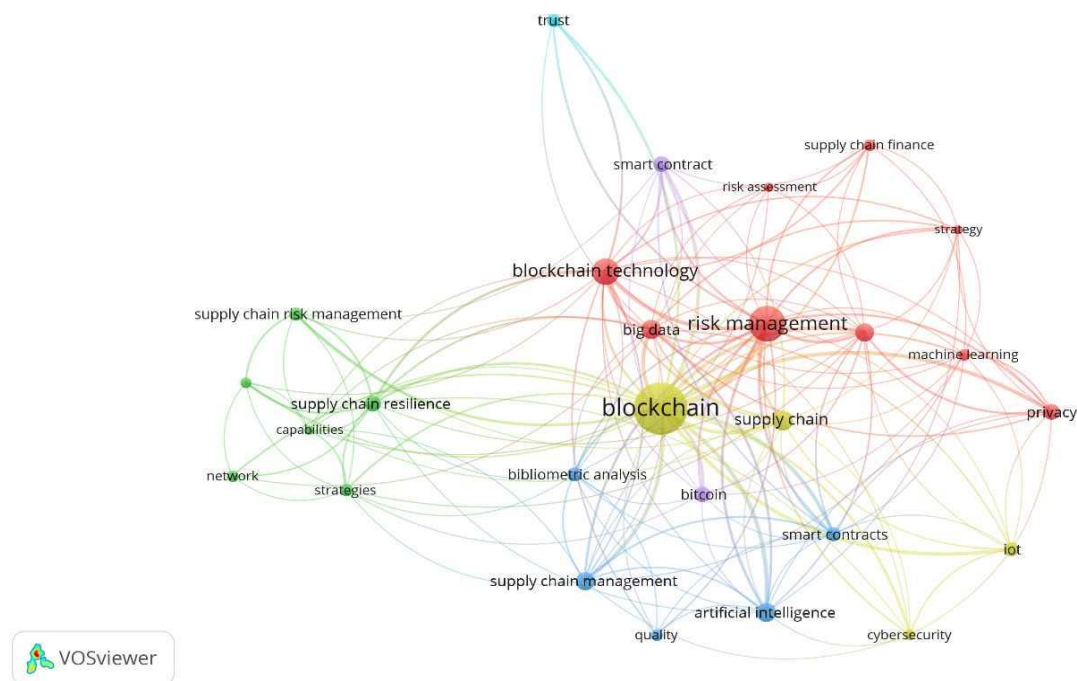 trust
smart contract
supply chain finance
risk assessment
strategy
blockchain technology
supply chain risk management
big data
risk management
machine learning
supply chain resilience
blockchain
privacy
supply chain
capabilities
network
bibliometric analysis
strategies
bitcoin
smart contracts
iot
supply chain management
artificial intelligence
quality
cybersecurity
VOSviewer